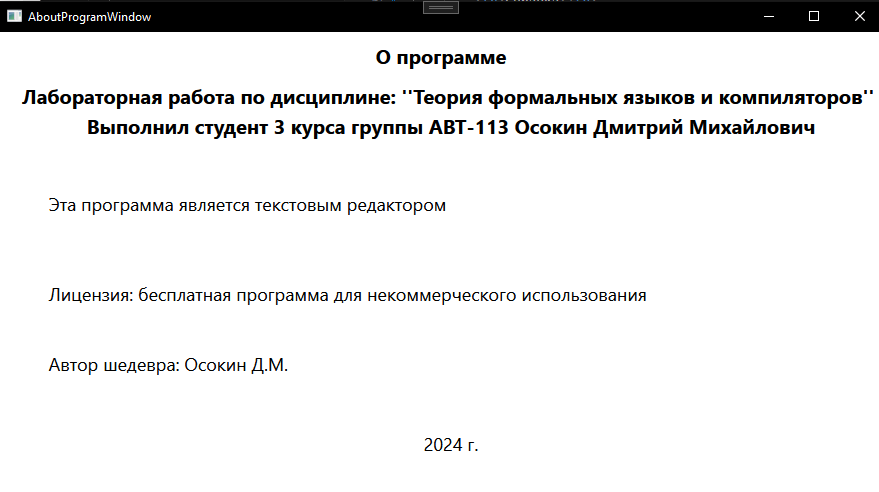 AboutProgramWindow
О программе
Лабораторная работа по дисциплине: ''Теория формальных языков и компиляторов''
Выполнил студент 3 курса группы АВТ-113 Осокин Дмитрий Михайлович
Эта программа является текстовым редактором
Лицензия: бесплатная программа для некоммерческого использования
Автор шедевра: Осокин Д.М.
2024 г.